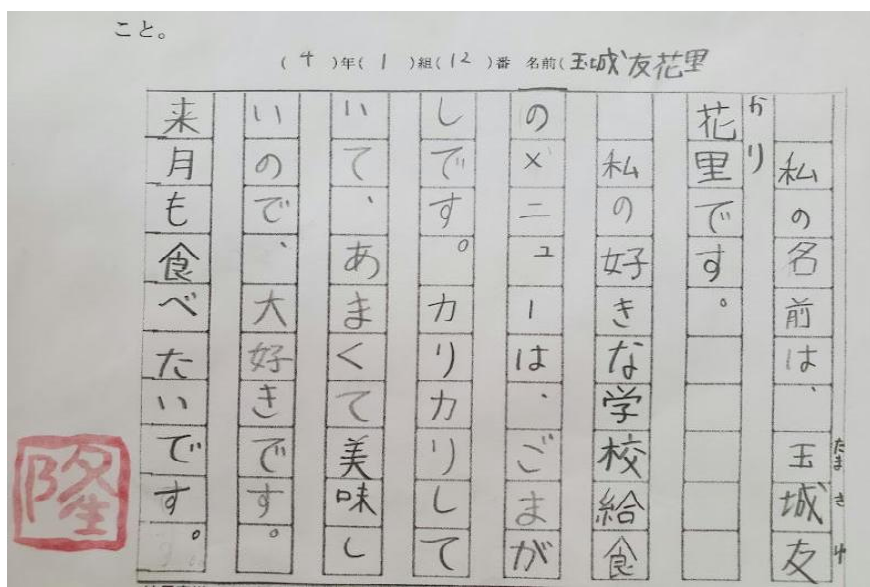 こと。
(4)年(1)組(12)番 名前(玉城友花里
私の名前は、玉城友
たまき ゆ
花里です。
かり
私の好きな学校給食
のメニューは、ごまが
しです。カリカリして
いて、あまくて美味し
いので、大好きです。
来月も食べたいです。
隆